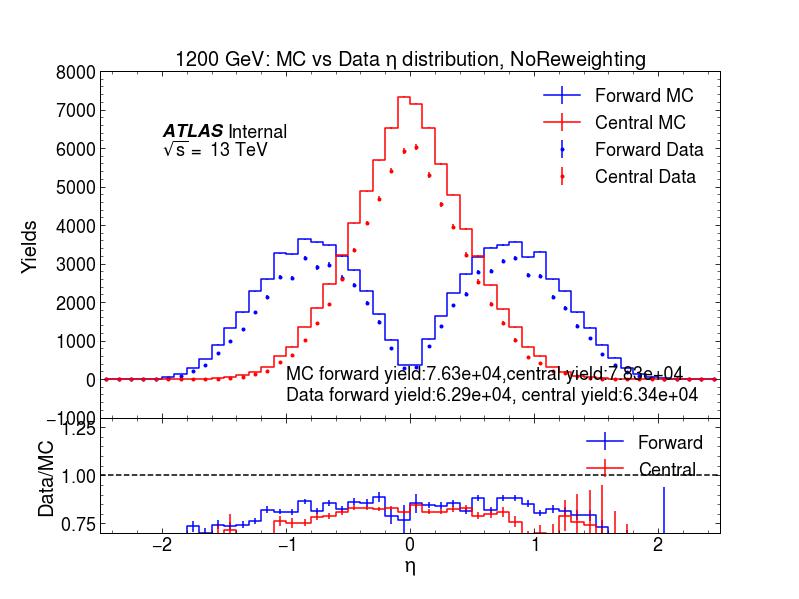 1200 GeV: MC vs Data η distribution, NoReweighting
8000
7000
6000
5000
4000
3000
2000
1000
0
−1000
Yields
ATLAS Internal
√s = 13 TeV
Forward MC
Central MC
Forward Data
Central Data
MC forward yield:7.63e+04,central yield:7.83e+04
Data forward yield:6.29e+04, central yield:6.34e+04
1.25
1.00
0.75
Data/MC
Forward
Central
−2
−1
0
1
2
η